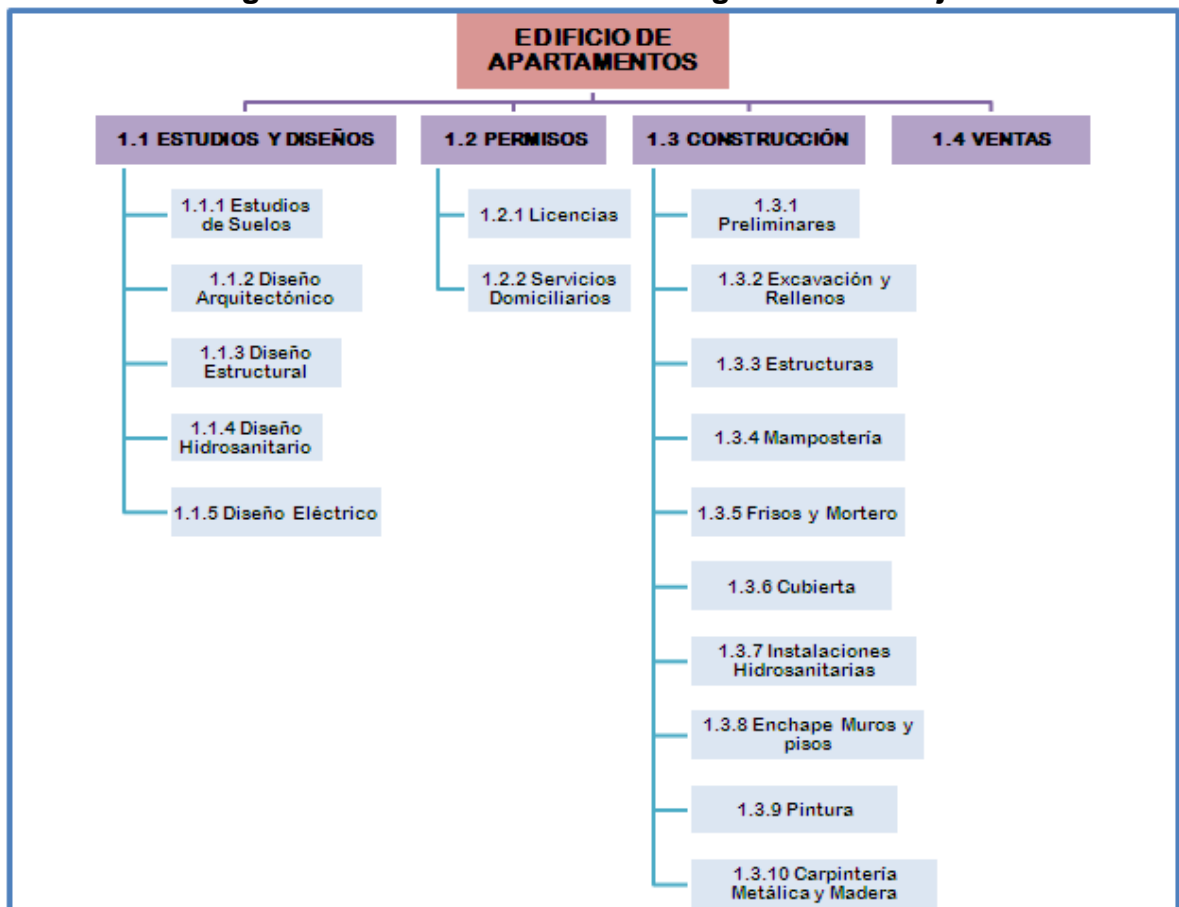 EDIFICIO DE
APARTAMENTOS
1.1 ESTUDIOS Y DISEÑOS
1.2 PERMISOS
1.3 CONSTRUCCIÓN
1.4 VENTAS
1.1.1 Estudios
de Suelos
1.1.2 Diseño
Arquitectónico
1.1.3 Diseño
Estructural
1.1.4 Diseño
Hidrosanitario
1.1.5 Diseño Eléctrico
1.2.1 Licencias
1.2.2 Servicios
Domiciliarios
1.3.1
Preliminares
1.3.2 Excavación y
Rellenos
1.3.3 Estructuras
1.3.4 Mampostería
1.3.5 Frisos y Mortero
1.3.6 Cubierta
1.3.7 Instalaciones
Hidrosanitarias
1.3.8 Enchape Muros y
pisos
1.3.9 Pintura
1.3.10 Carpintería
Metálica y Madera